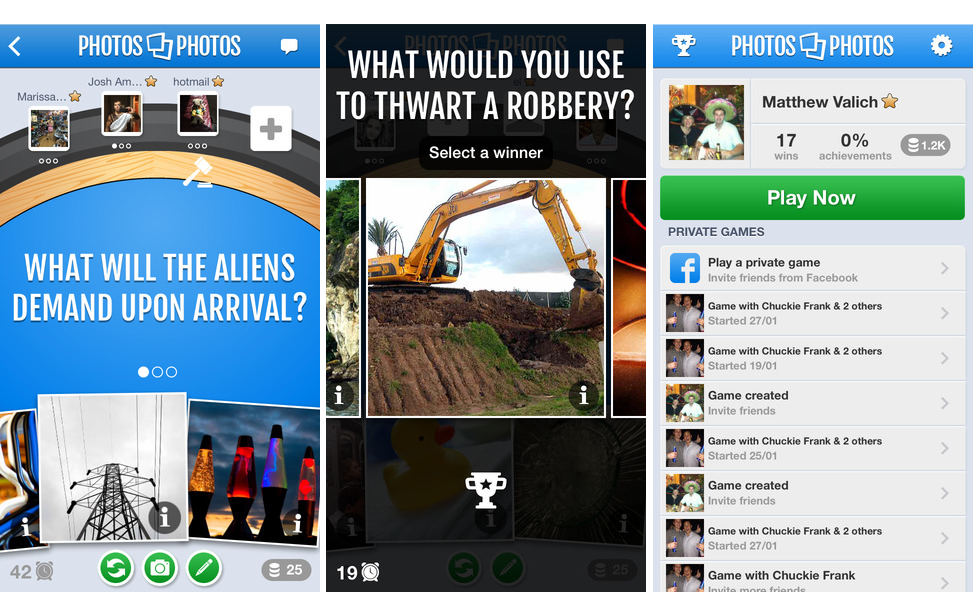 PHOTOS PHOTOS
Josh Am...
hotmail
Marissa...
WHAT WILL THE ALIENS
DEMAND UPON ARRIVAL?
i
i
i
42
25
WHAT WOULD YOU USE
TO THWART A ROBBERY?
Select a winner
i
i
19
25
PHOTOS PHOTOS
Matthew Valich
17
wins
0%
achievements
1.2K
Play Now
PRIVATE GAMES
Play a private game
Invite friends from Facebook
Game with Chuckie Frank & 2 others
Started 27/01
Game with Chuckie Frank & 2 others
Started 19/01
Game created
Invite friends
Game with Chuckie Frank & 2 others
Started 25/01
Game created
Invite friends
Game with Chuckie Frank & 2 others
Started 27/01
Game with Chuckie Frank
Invite more friends